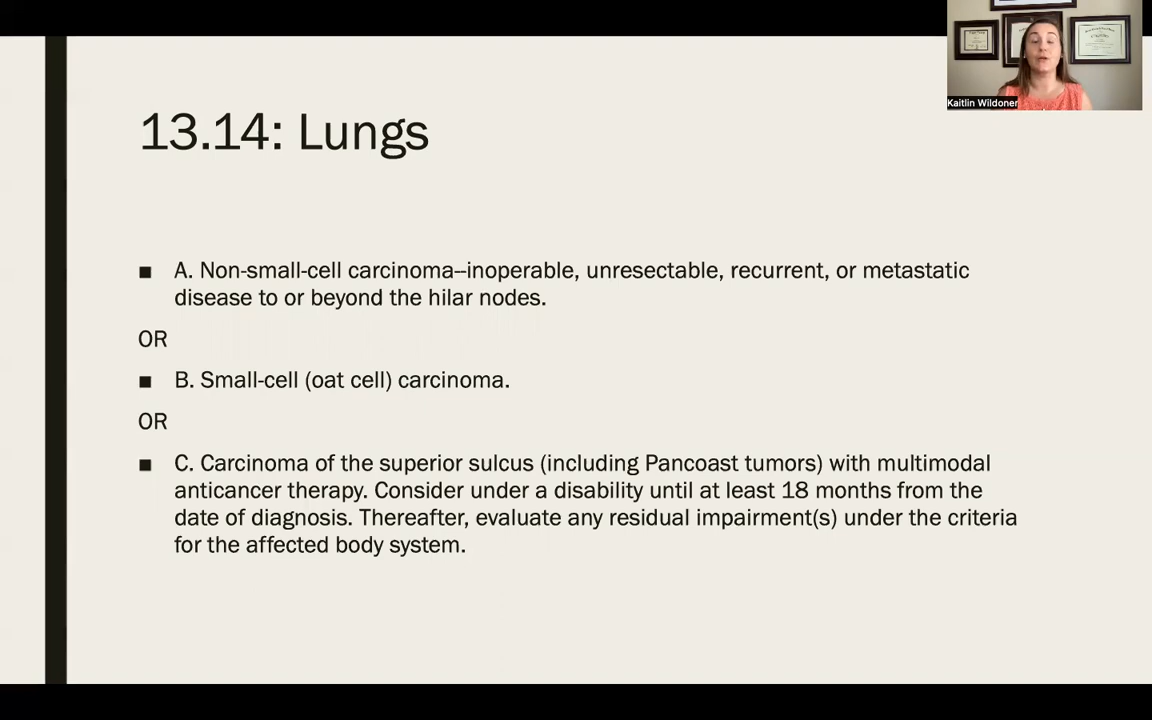 Kaitlin Wildoner
13.14: Lungs
■ A. Non-small-cell carcinoma--inoperable, unresectable, recurrent, or metastatic
disease to or beyond the hilar nodes.
OR
■ B. Small-cell (oat cell) carcinoma.
OR
■ C. Carcinoma of the superior sulcus (including Pancoast tumors) with multimodal
anticancer therapy. Consider under a disability until at least 18 months from the
date of diagnosis. Thereafter, evaluate any residual impairment(s) under the criteria
for the affected body system.